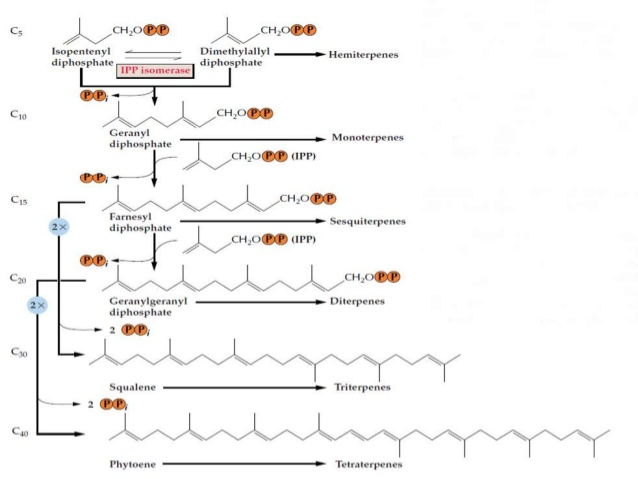 C5
CH2OPP
CH2OPP
Isopentenyl
diphosphate
Dimethylallyl
diphosphate
Hemiterpenes
IPP isomerase
PPi
C10
CH2OPP
Geranyl
diphosphate
Monoterpenes
CH2OPP (IPP)
PPi
C15
CH2OPP
Farnesyl
diphosphate
Sesquiterpenes
2×
CH2OPP (IPP)
PPi
C20
CH2OPP
Geranylgeranyl
diphosphate
Diterpenes
2×
2 PPi
C30
Squalene
Triterpenes
2 PPi
C40
Phytoene
Tetraterpenes